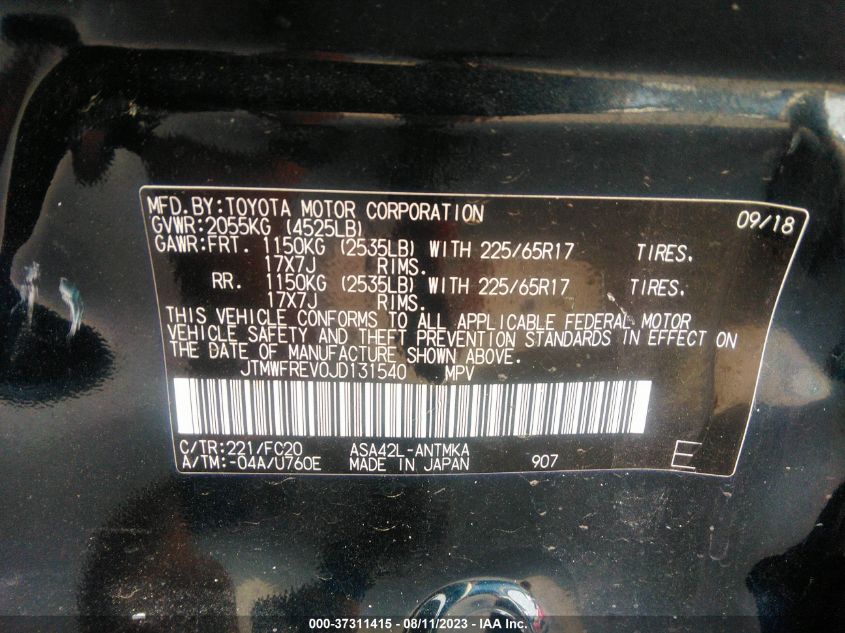 MFD.BY:TOYOTA MOTOR CORPORATION 09/18
GVWR:2055KG (4525LB)
GAWR:FRT. 1150KG (2535LB) WITH 225/65R17 TIRES.
17X7J RIMS.
RR. 1150KG (2535LB) WITH 225/65R17 TIRES.
17X7J RIMS.
THIS VEHICLE CONFORMS TO ALL APPLICABLE FEDERAL MOTOR
VEHICLE SAFETY AND THEFT PREVENTION STANDARDS IN EFFECT ON
THE DATE OF MANUFACTURE SHOWN ABOVE.
JTMWFREV0JD131540 MPV
C/TR:221/FC20 ASA42L-ANTMKA
A/TM:-04A/U760E MADE IN JAPAN 907 E
000-37311415 - 08/11/2023 - IAA Inc.